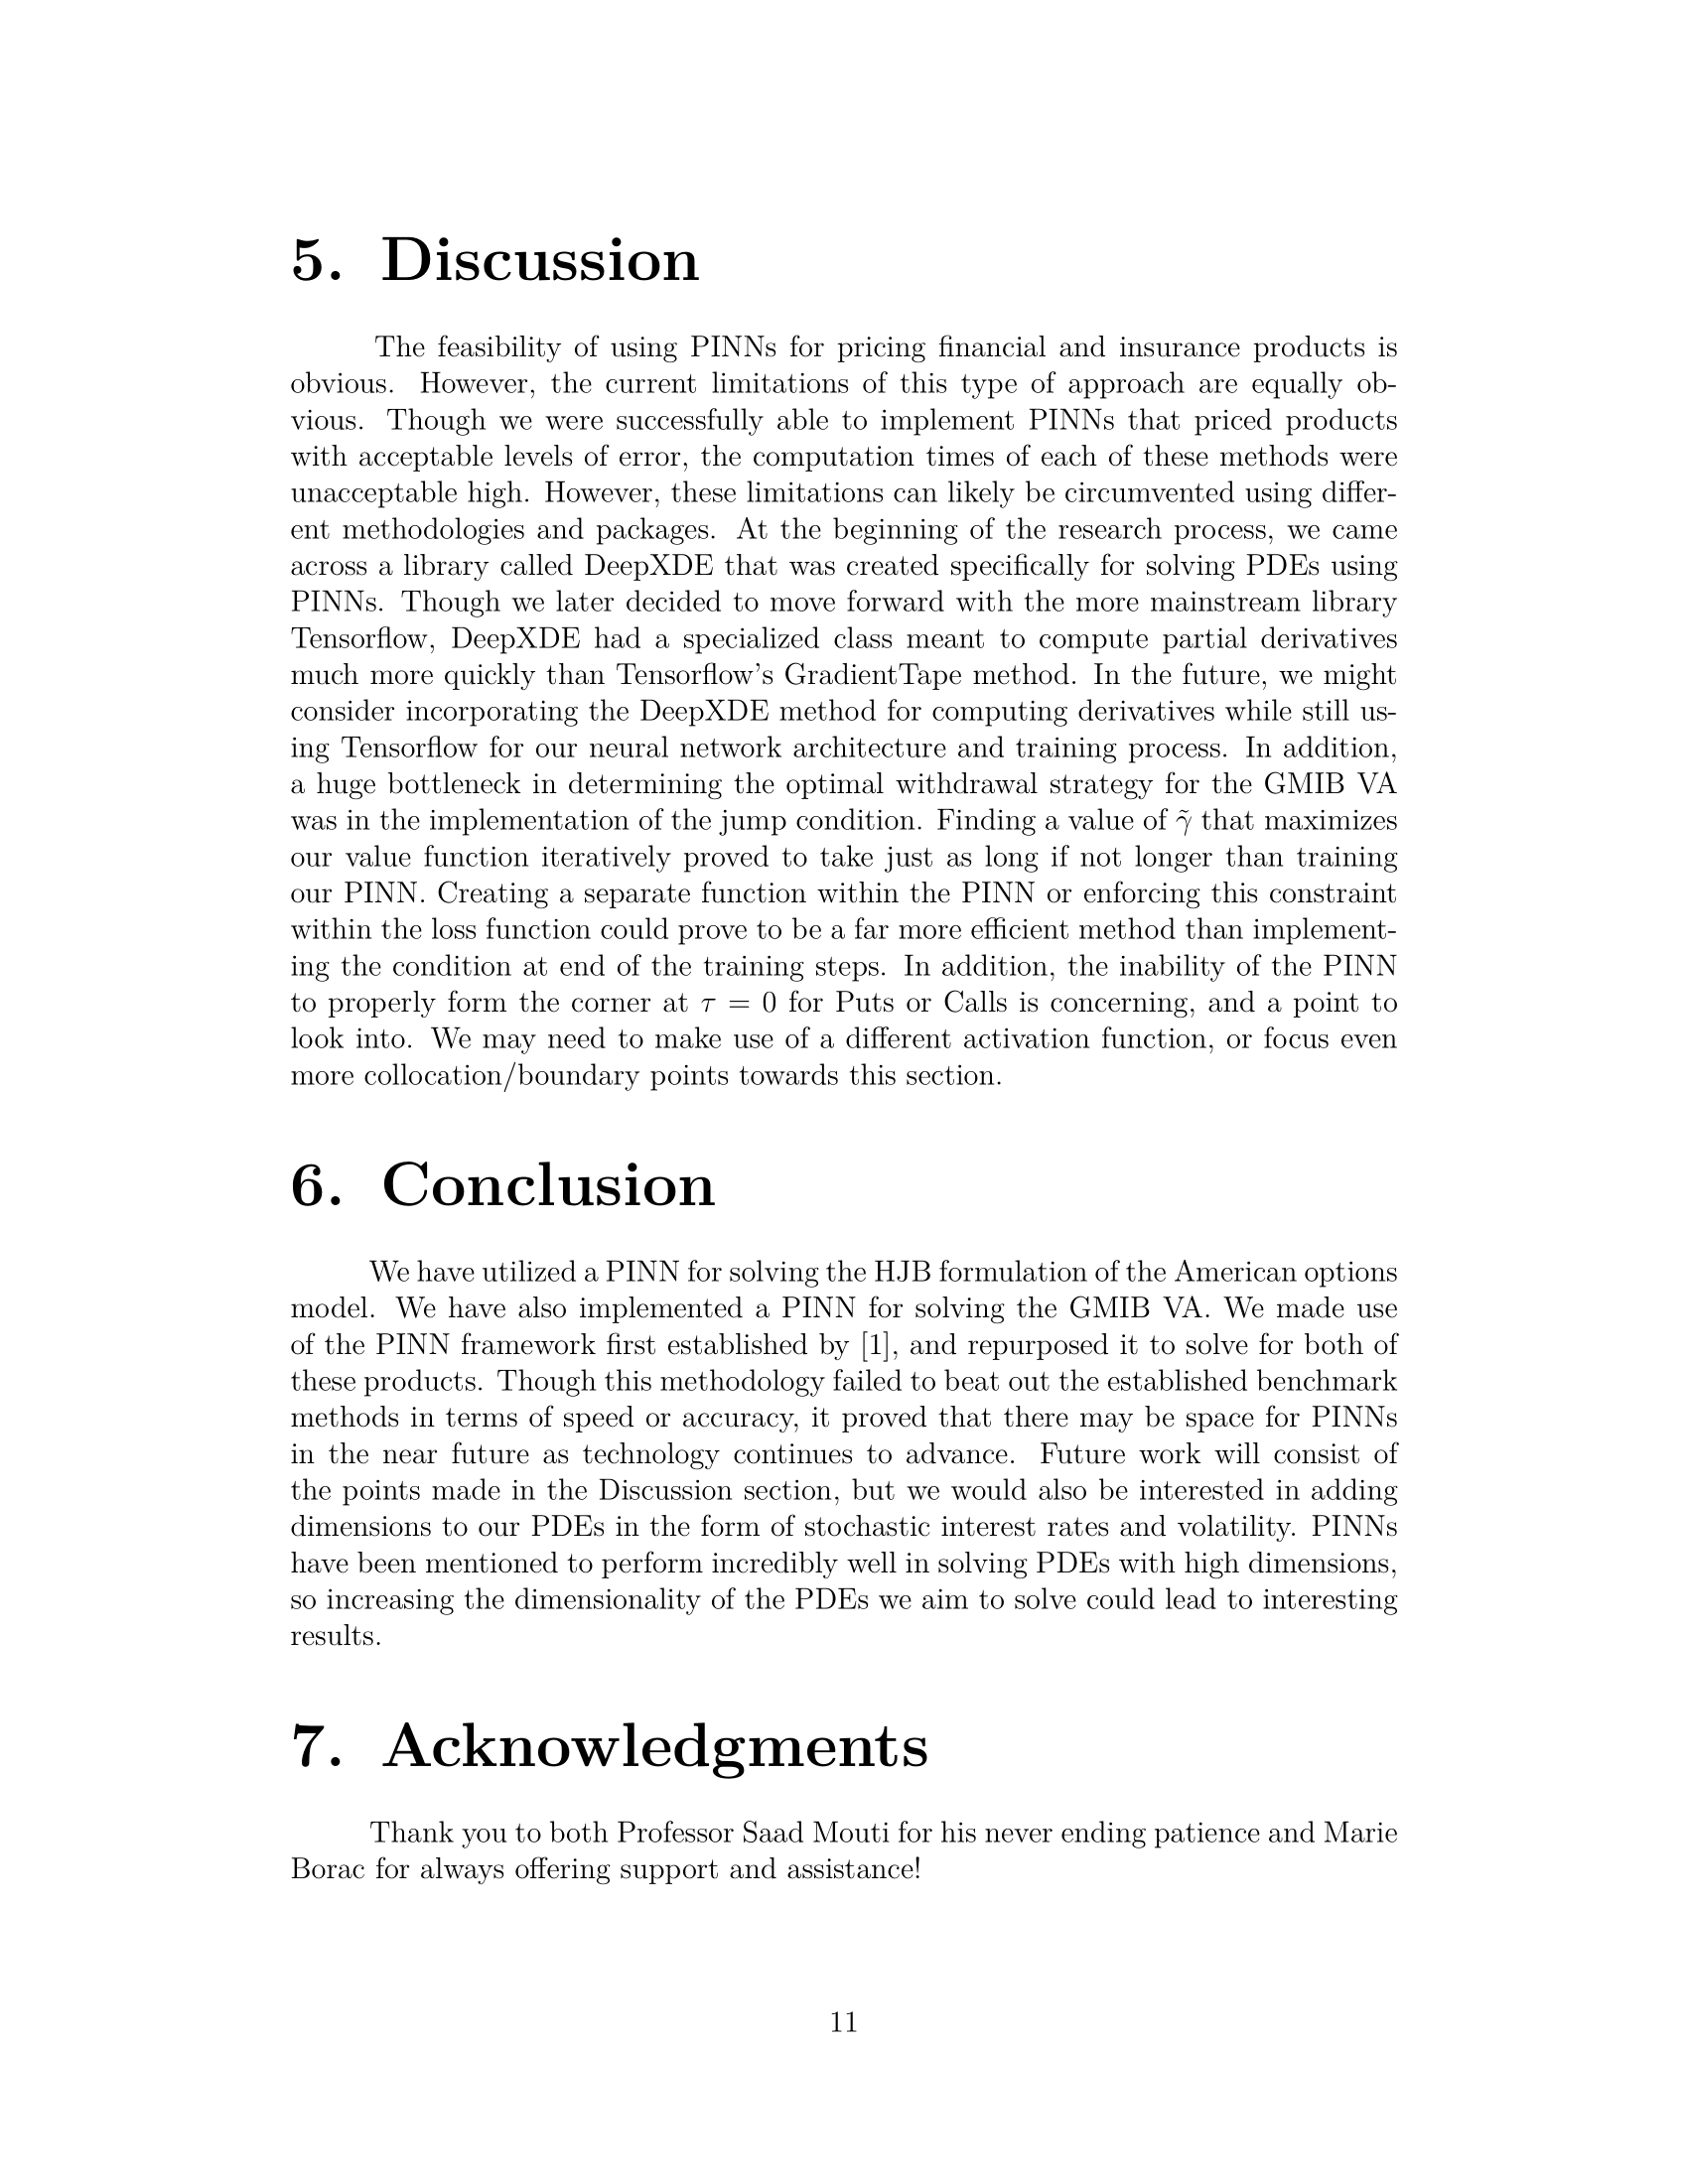 5. Discussion
The feasibility of using PINNs for pricing financial and insurance products is
obvious. However, the current limitations of this type of approach are equally ob-
vious. Though we were successfully able to implement PINNs that priced products
with acceptable levels of error, the computation times of each of these methods were
unacceptable high. However, these limitations can likely be circumvented using differ-
ent methodologies and packages. At the beginning of the research process, we came
across a library called DeepXDE that was created specifically for solving PDEs using
PINNs. Though we later decided to move forward with the more mainstream library
Tensorflow, DeepXDE had a specialized class meant to compute partial derivatives
much more quickly than Tensorflow's GradientTape method. In the future, we might
consider incorporating the DeepXDE method for computing derivatives while still us-
ing Tensorflow for our neural network architecture and training process. In addition,
a huge bottleneck in determining the optimal withdrawal strategy for the GMIB VA
was in the implementation of the jump condition. Finding a value of γ̃ that maximizes
our value function iteratively proved to take just as long if not longer than training
our PINN. Creating a separate function within the PINN or enforcing this constraint
within the loss function could prove to be a far more efficient method than implement-
ing the condition at end of the training steps. In addition, the inability of the PINN
to properly form the corner at τ = 0 for Puts or Calls is concerning, and a point to
look into. We may need to make use of a different activation function, or focus even
more collocation/boundary points towards this section.
6. Conclusion
We have utilized a PINN for solving the HJB formulation of the American options
model. We have also implemented a PINN for solving the GMIB VA. We made use
of the PINN framework first established by [1], and repurposed it to solve for both of
these products. Though this methodology failed to beat out the established benchmark
methods in terms of speed or accuracy, it proved that there may be space for PINNs
in the near future as technology continues to advance. Future work will consist of
the points made in the Discussion section, but we would also be interested in adding
dimensions to our PDEs in the form of stochastic interest rates and volatility. PINNs
have been mentioned to perform incredibly well in solving PDEs with high dimensions,
so increasing the dimensionality of the PDEs we aim to solve could lead to interesting
results.
7. Acknowledgments
Thank you to both Professor Saad Mouti for his never ending patience and Marie
Borac for always offering support and assistance!
11